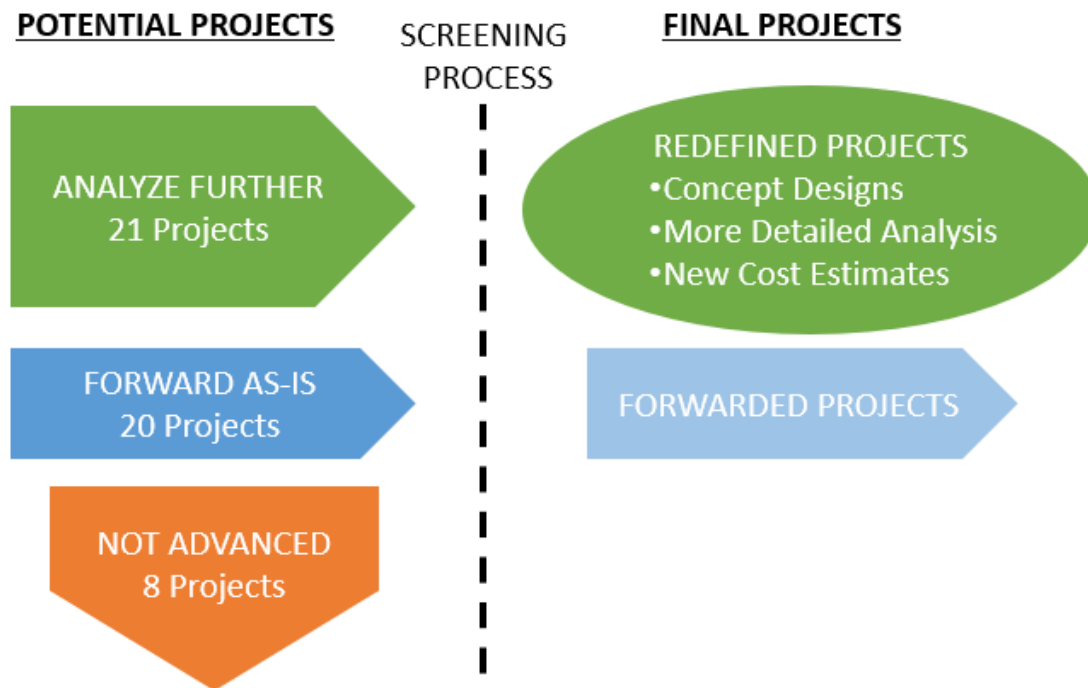 POTENTIAL PROJECTS
SCREENING
PROCESS
FINAL PROJECTS
ANALYZE FURTHER
21 Projects
REDEFINED PROJECTS
•Concept Designs
•More Detailed Analysis
•New Cost Estimates
FORWARD AS-IS
20 Projects
FORWARDED PROJECTS
NOT ADVANCED
8 Projects